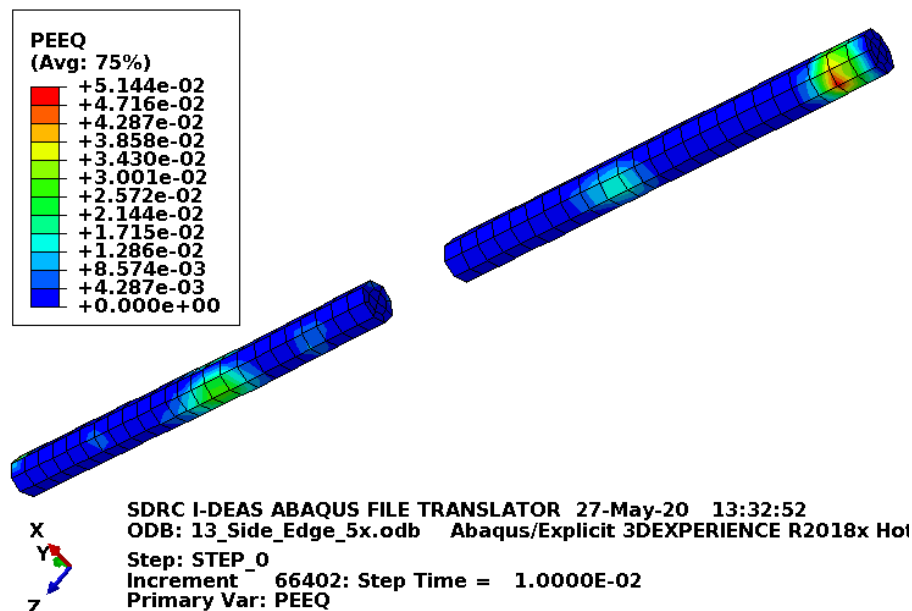 PEEQ
(Avg: 75%)
+5.144e-02
+4.716e-02
+4.287e-02
+3.858e-02
+3.430e-02
+3.001e-02
+2.572e-02
+2.144e-02
+1.715e-02
+1.286e-02
+8.574e-03
+4.287e-03
+0.000e+00
SDRC I-DEAS ABAQUS FILE TRANSLATOR 27-May-20 13:32:52
ODB: 13_Side_Edge_5x.odb Abaqus/Explicit 3DEXPERIENCE R2018x Hot
X
Y
Z
Step: STEP_0
Increment 66402: Step Time = 1.0000E-02
Primary Var: PEEQ